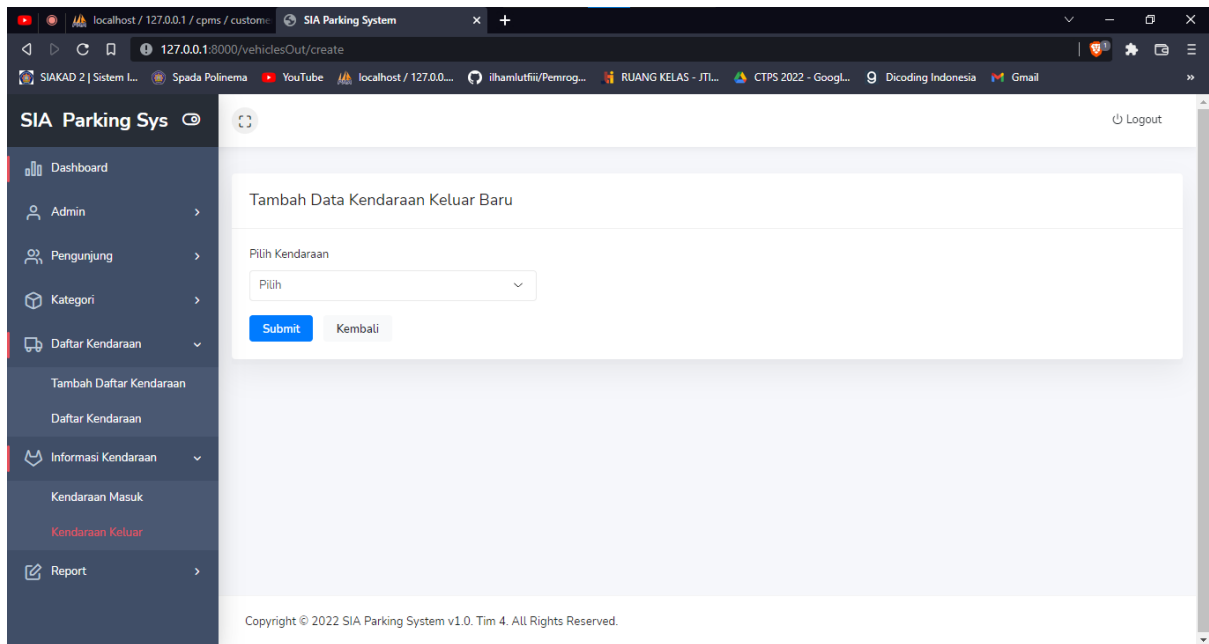 localhost / 127.0.0.1 / cpms / custome
SIA Parking System
127.0.0.1:8000/vehiclesOut/create
1
SIAKAD 2 | Sistem I...
Spada Polinema
YouTube
localhost / 127.0.0....
ilhamlutfiii/Pemrog...
RUANG KELAS - JTI...
CTPS 2022 - Googl...
Dicoding Indonesia
Gmail
SIA Parking Sys
Logout
Dashboard
Admin
Pengunjung
Kategori
Daftar Kendaraan
Tambah Daftar Kendaraan
Daftar Kendaraan
Informasi Kendaraan
Kendaraan Masuk
Kendaraan Keluar
Report
Tambah Data Kendaraan Keluar Baru
Pilih Kendaraan
Pilih
Submit
Kembali
Copyright © 2022 SIA Parking System v1.0. Tim 4. All Rights Reserved.